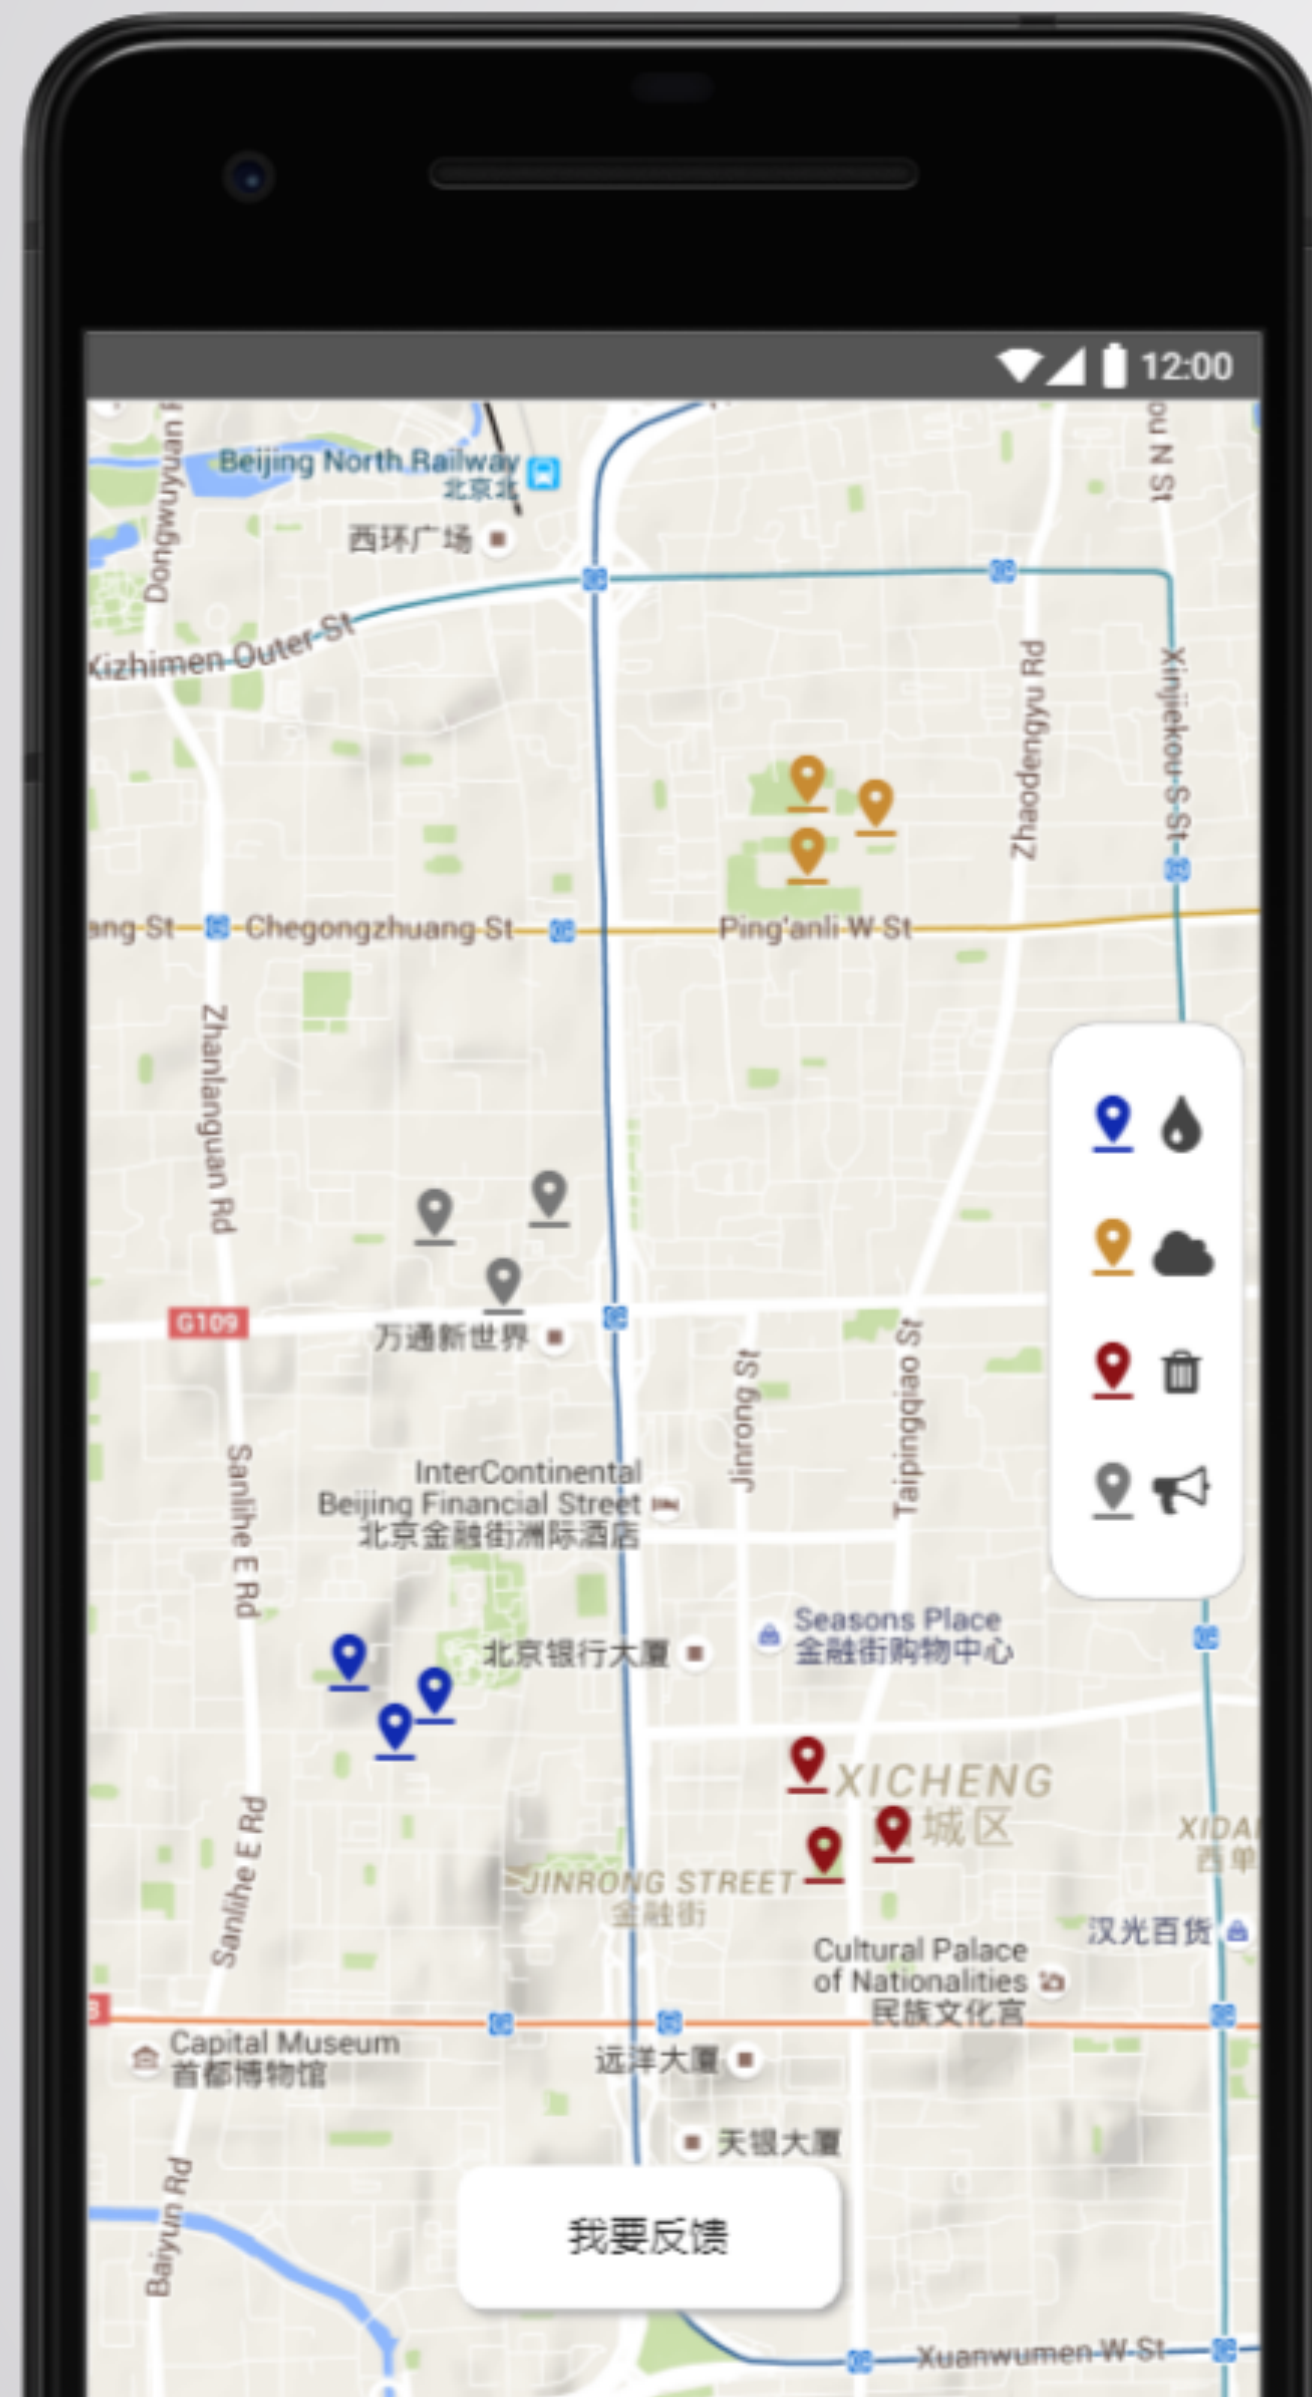 12:00
Dongwuyuan
Beijing North Railway
北京北
西环广场
N St
Xizhimen Outer St
Zhaodengyu Rd
Xinjiekou S St
ang St
Chegongzhuang St
Ping'anli W St
Zhanlanguan Rd
G109
万通新世界
Jinrong St
Taipingqiao St
InterContinental
Beijing Financial Street
北京金融街洲际酒店
Sanlihe E Rd
Seasons Place
金融街购物中心
北京银行大厦
XICHENG
城区
XIDA
西单
Sanlihe E Rd
JINRONG STREET
金融街
汉光百货
Cultural Palace
of Nationalities
民族文化宫
Capital Museum
首都博物馆
远洋大厦
天银大厦
Baiyun Rd
我要反馈
Xuanwumen W St